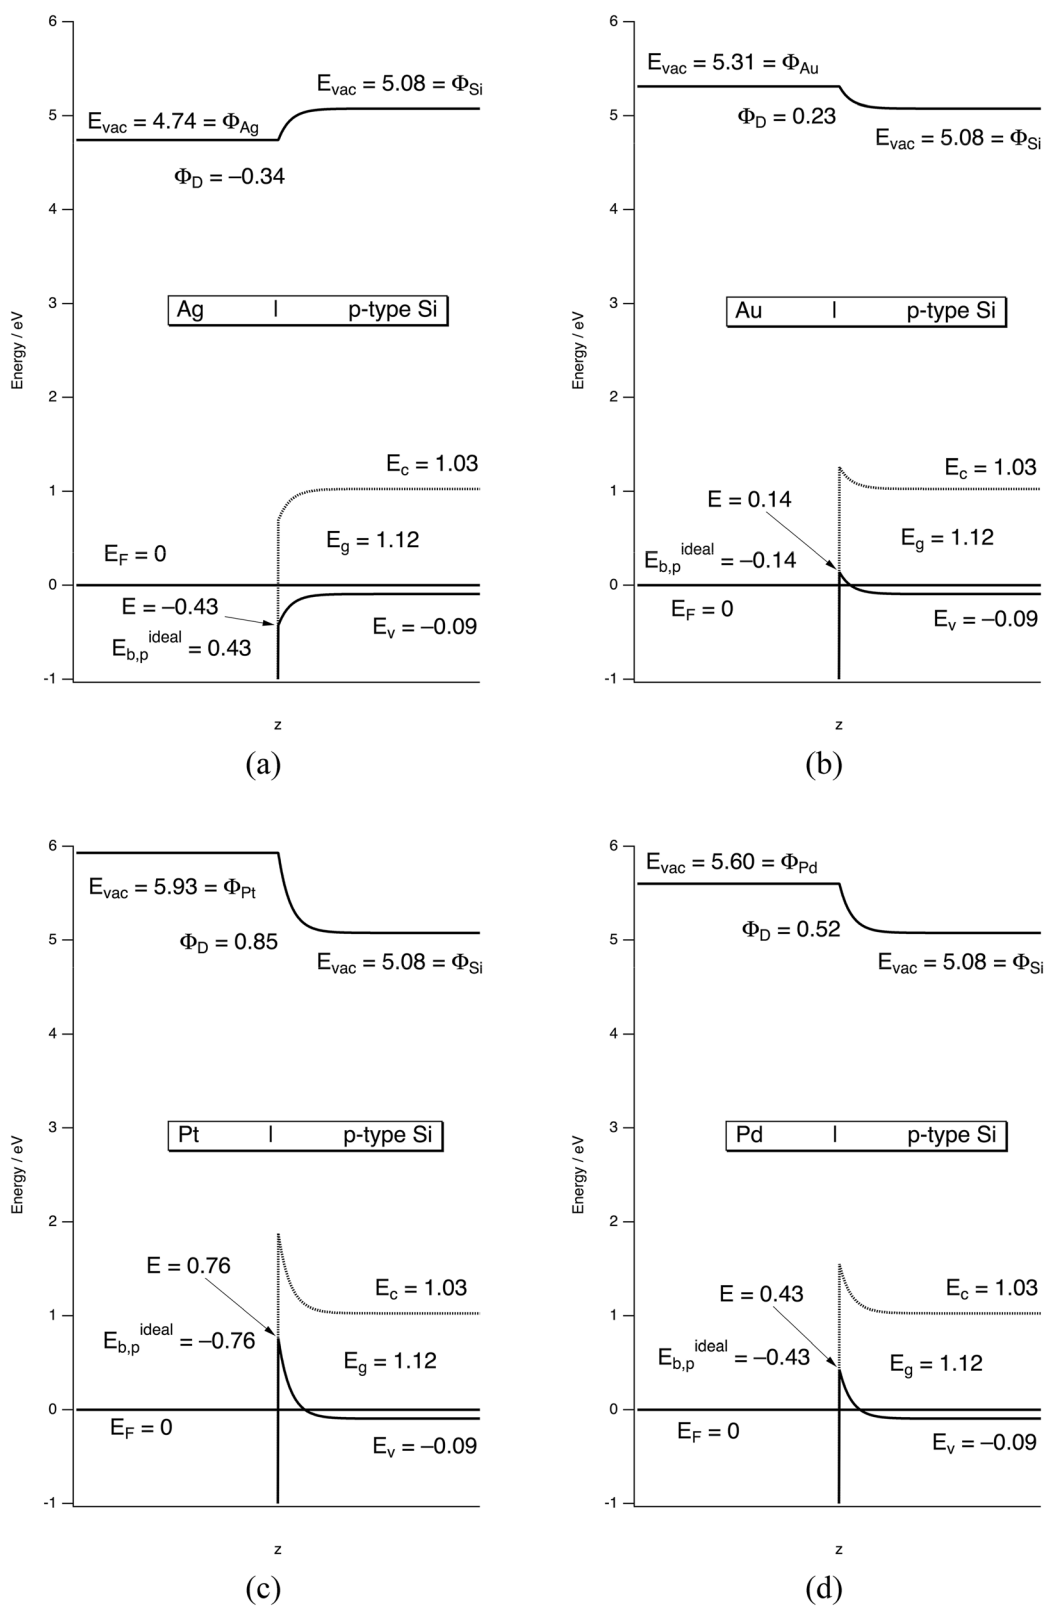 6
5
4
3
2
1
0
-1
Energy / eV
E_vac = 4.74 = Φ_Ag
E_vac = 5.08 = Φ_Si
Φ_D = –0.34
Ag | p-type Si
E_c = 1.03
E_g = 1.12
E_F = 0
E = –0.43
E_b,p^ideal = 0.43
E_v = –0.09
z
(a)
6
5
4
3
2
1
0
-1
Energy / eV
E_vac = 5.31 = Φ_Au
Φ_D = 0.23
E_vac = 5.08 = Φ_Si
Au | p-type Si
E_c = 1.03
E = 0.14
E_g = 1.12
E_b,p^ideal = –0.14
E_F = 0
E_v = –0.09
z
(b)
6
5
4
3
2
1
0
-1
Energy / eV
E_vac = 5.93 = Φ_Pt
Φ_D = 0.85
E_vac = 5.08 = Φ_Si
Pt | p-type Si
E = 0.76
E_c = 1.03
E_b,p^ideal = –0.76
E_g = 1.12
E_F = 0
E_v = –0.09
z
(c)
6
5
4
3
2
1
0
-1
Energy / eV
E_vac = 5.60 = Φ_Pd
Φ_D = 0.52
E_vac = 5.08 = Φ_Si
Pd | p-type Si
E = 0.43
E_c = 1.03
E_b,p^ideal = –0.43
E_g = 1.12
E_F = 0
E_v = –0.09
z
(d)